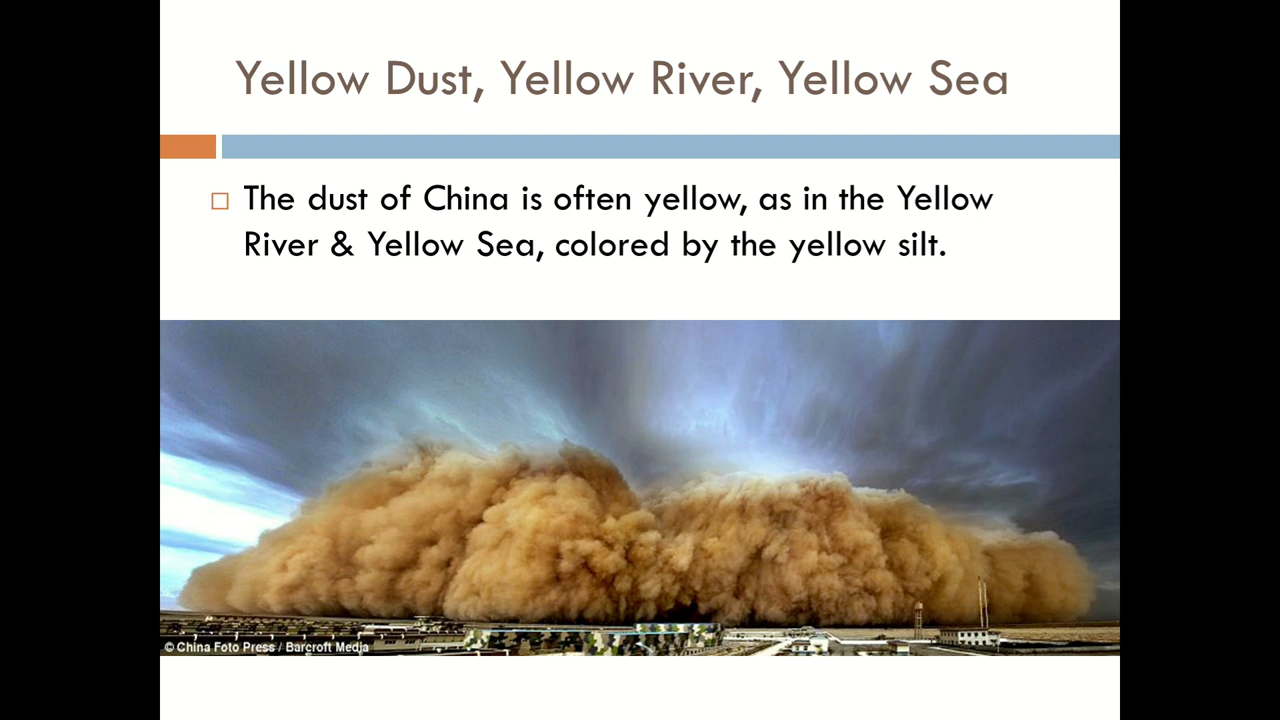 Yellow Dust, Yellow River, Yellow Sea
The dust of China is often yellow, as in the Yellow
River & Yellow Sea, colored by the yellow silt.
© China Foto Press / Barcroft Media